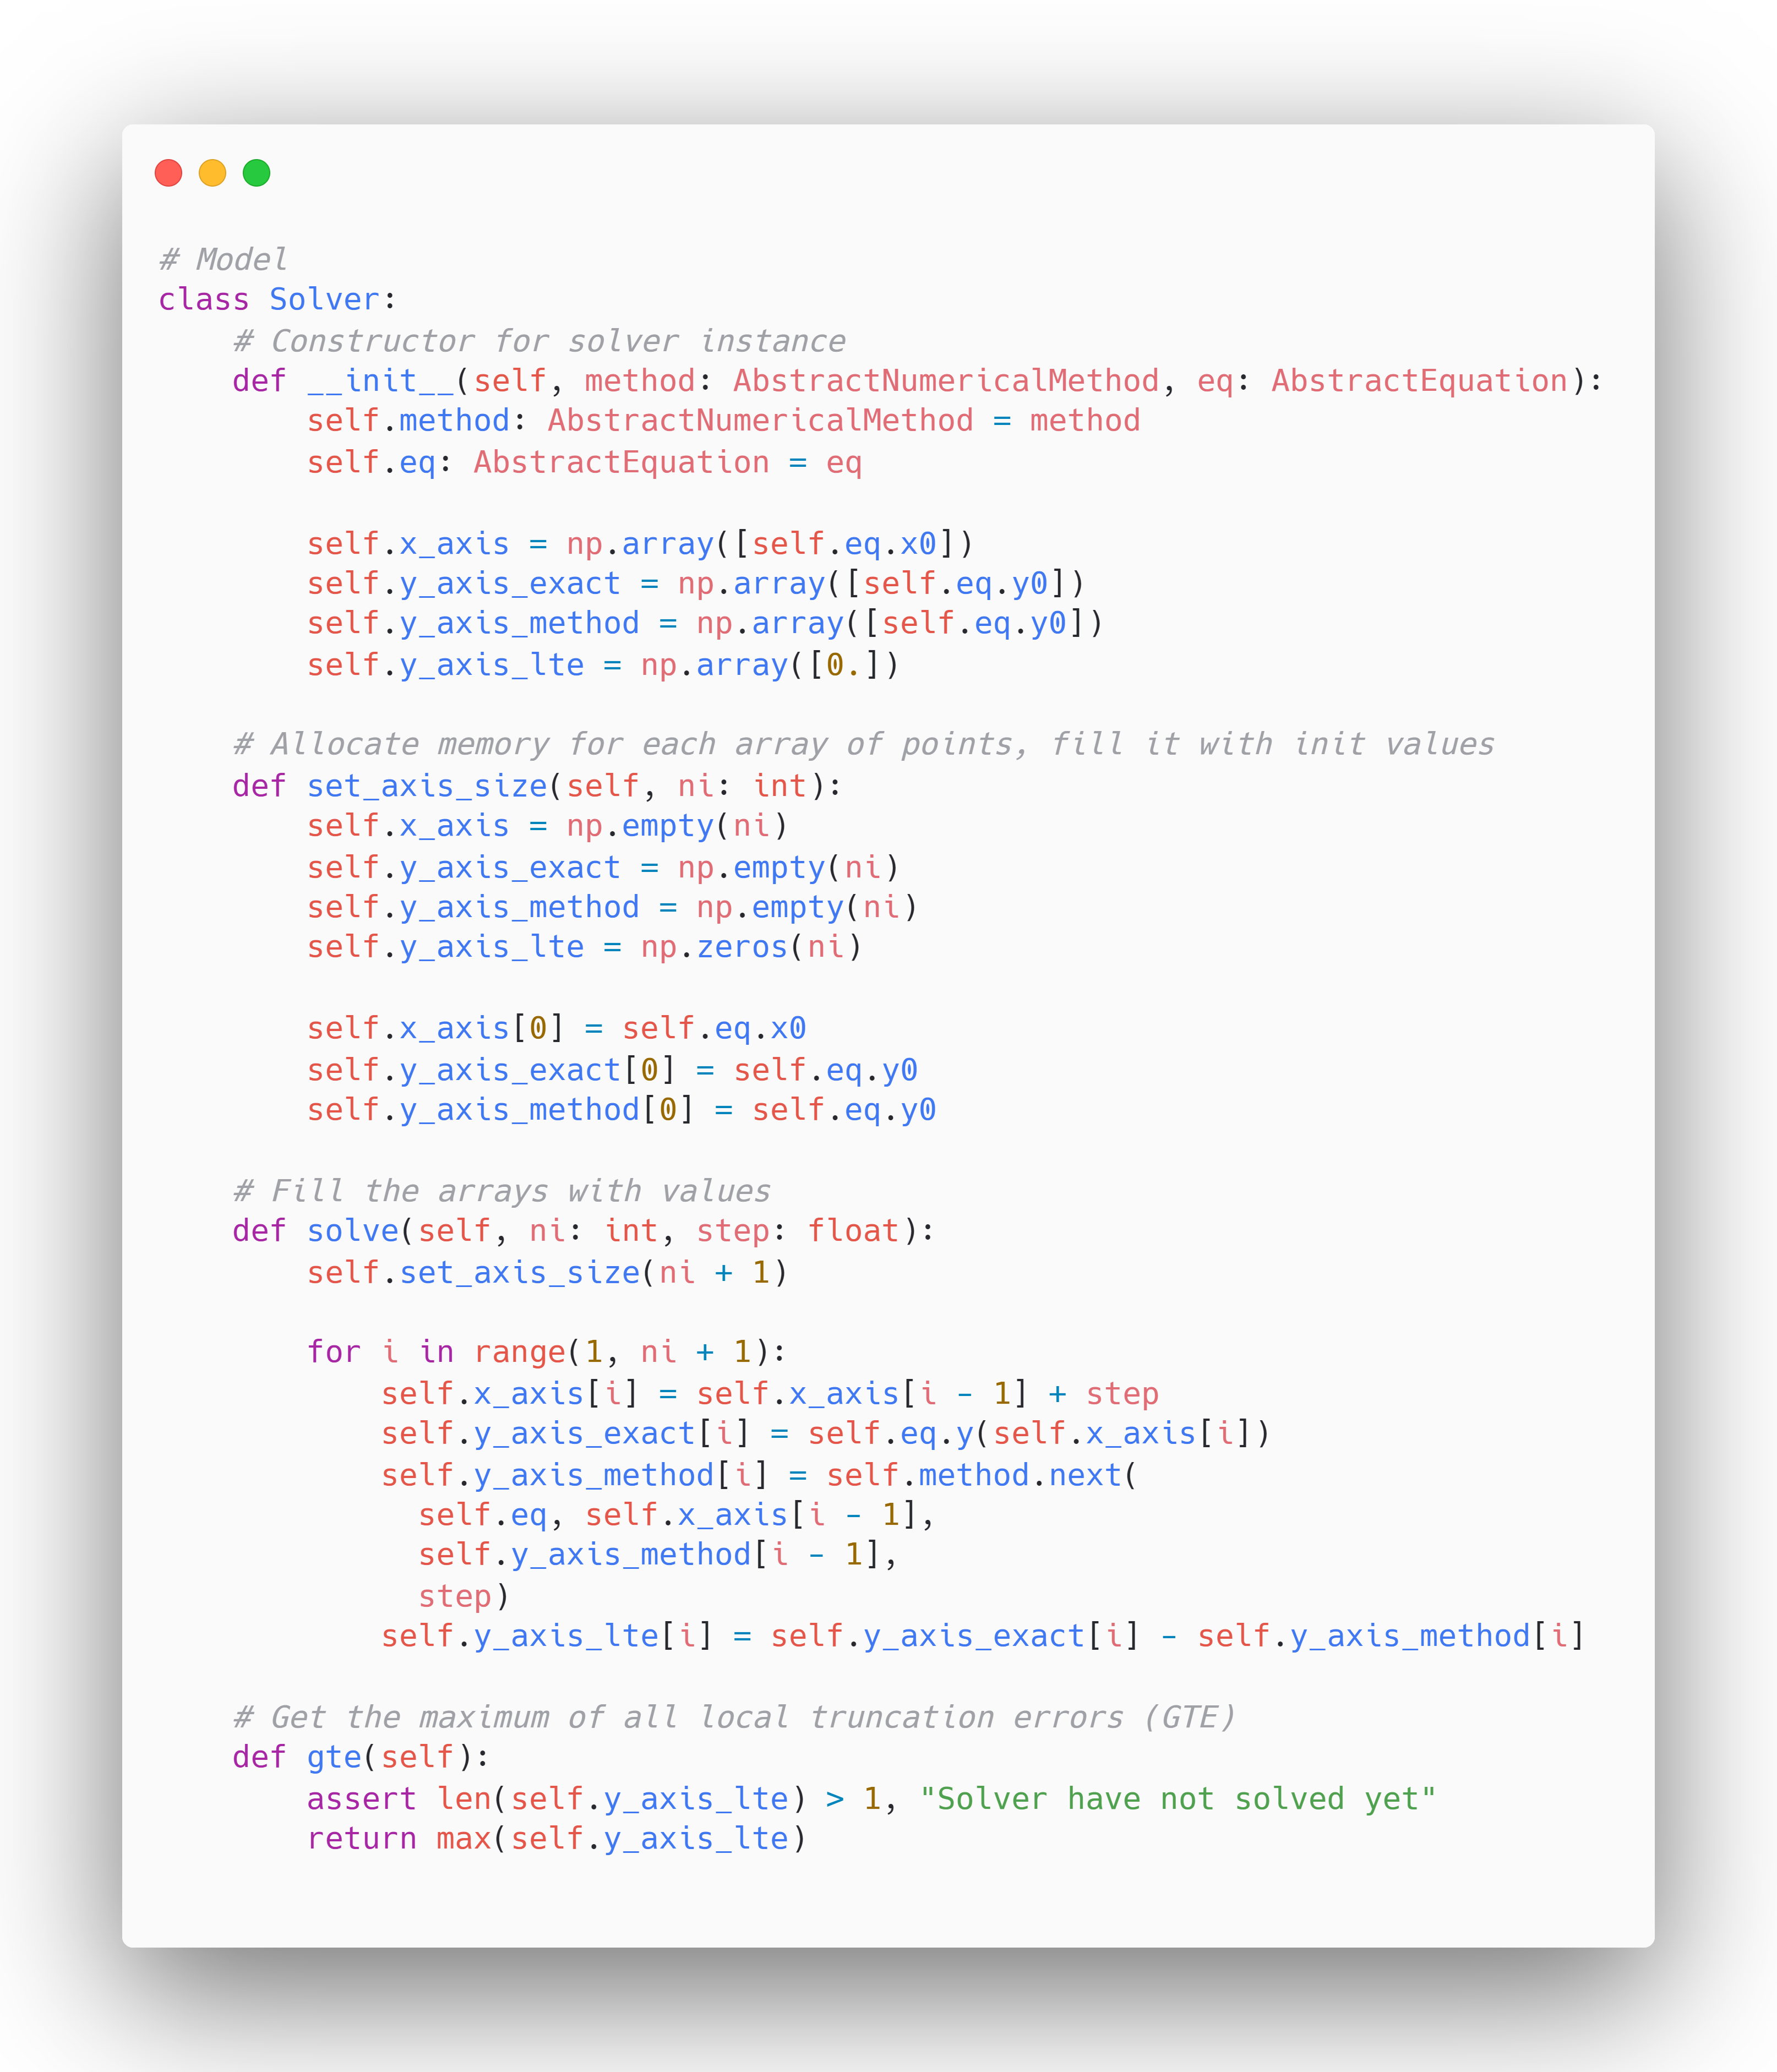 # Model
class Solver:
    # Constructor for solver instance
    def __init__(self, method: AbstractNumericalMethod, eq: AbstractEquation):
        self.method: AbstractNumericalMethod = method
        self.eq: AbstractEquation = eq

        self.x_axis = np.array([self.eq.x0])
        self.y_axis_exact = np.array([self.eq.y0])
        self.y_axis_method = np.array([self.eq.y0])
        self.y_axis_lte = np.array([0.])

    # Allocate memory for each array of points, fill it with init values
    def set_axis_size(self, ni: int):
        self.x_axis = np.empty(ni)
        self.y_axis_exact = np.empty(ni)
        self.y_axis_method = np.empty(ni)
        self.y_axis_lte = np.zeros(ni)

        self.x_axis[0] = self.eq.x0
        self.y_axis_exact[0] = self.eq.y0
        self.y_axis_method[0] = self.eq.y0

    # Fill the arrays with values
    def solve(self, ni: int, step: float):
        self.set_axis_size(ni + 1)

        for i in range(1, ni + 1):
            self.x_axis[i] = self.x_axis[i - 1] + step
            self.y_axis_exact[i] = self.eq.y(self.x_axis[i])
            self.y_axis_method[i] = self.method.next(
              self.eq, self.x_axis[i - 1],
              self.y_axis_method[i - 1],
              step)
            self.y_axis_lte[i] = self.y_axis_exact[i] - self.y_axis_method[i]

    # Get the maximum of all local truncation errors (GTE)
    def gte(self):
        assert len(self.y_axis_lte) > 1, "Solver have not solved yet"
        return max(self.y_axis_lte)